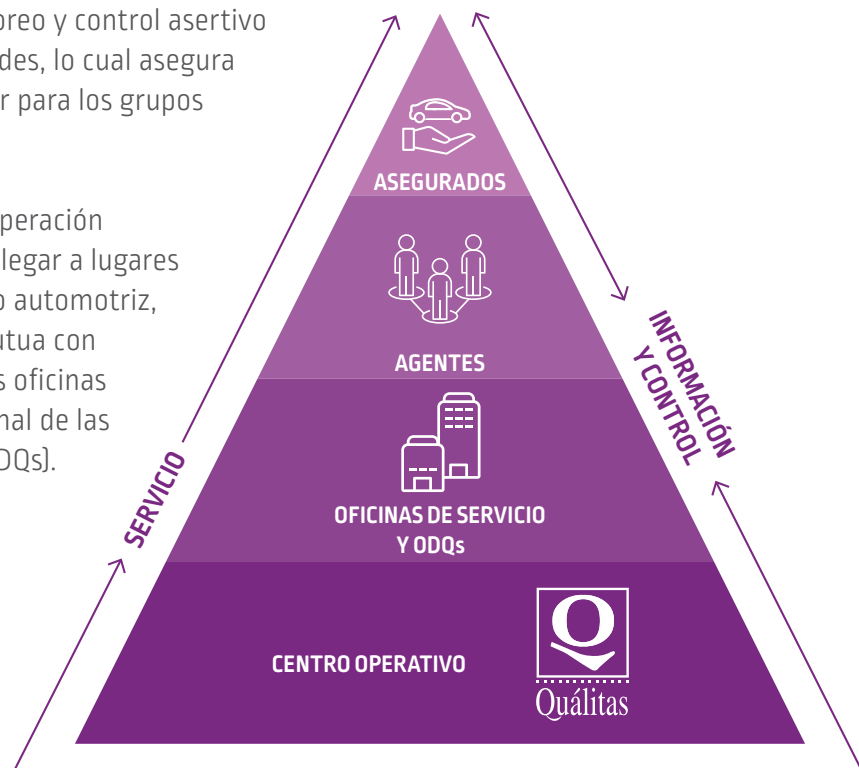 oreo y control asertivo
des, lo cual asegura
r para los grupos
peración
legar a lugares
o automotriz,
utua con
s oficinas
nal de las
DQs).
ASEGURADOS
AGENTES
OFICINAS DE SERVICIO
Y ODQs
CENTRO OPERATIVO
Q
Quálitas
SERVICIO
INFORMACIÓN
Y CONTROL